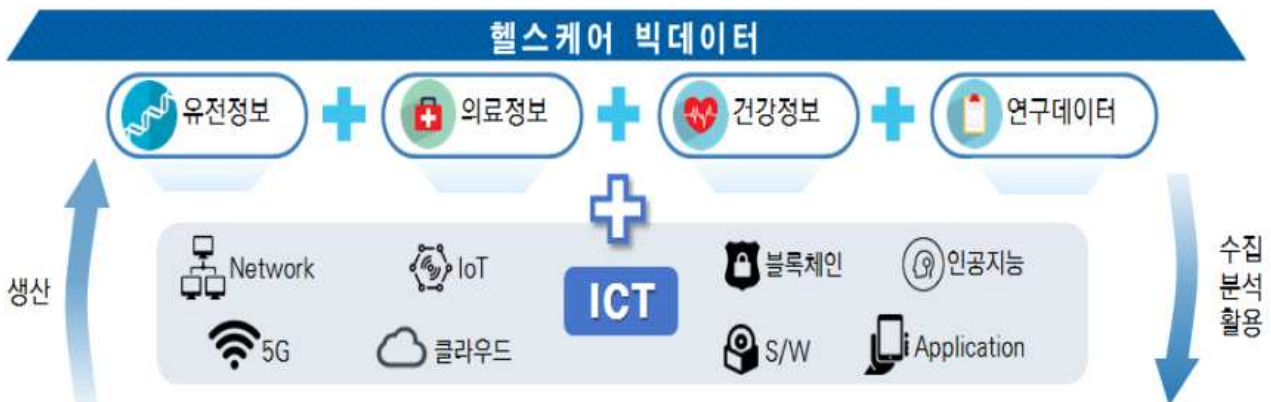 헬스케어 빅데이터
유전정보 의료정보 건강정보 연구데이터
생산
Network IoT 블록체인 인공지능
ICT
5G 클라우드 S/W Application
수집
분석
활용